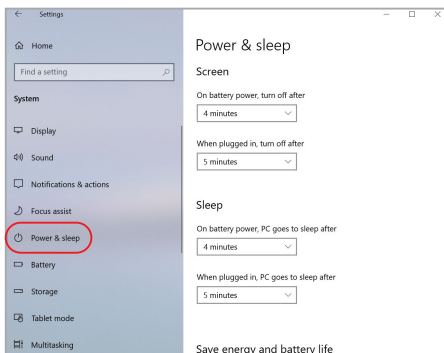 Settings
Home
Find a setting
System
Display
Sound
Notifications & actions
Focus assist
Power & sleep
Battery
Storage
Tablet mode
Multitasking
Power & sleep
Screen
On battery power, turn off after
4 minutes
When plugged in, turn off after
5 minutes
Sleep
On battery power, PC goes to sleep after
4 minutes
When plugged in, PC goes to sleep after
5 minutes
Save energy and battery life